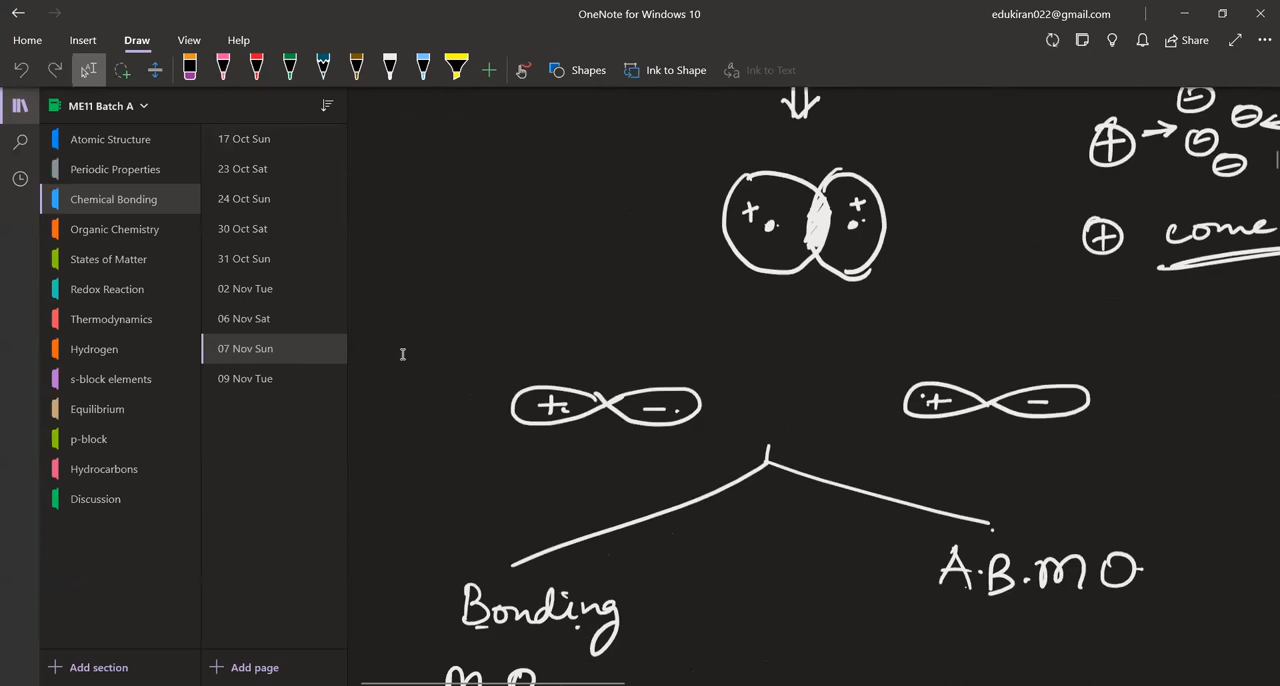 OneNote for Windows 10
edukiran022@gmail.com
Home
Insert
Draw
View
Help
Share
Shapes
Ink to Shape
Ink to Text
ME11 Batch A
Atomic Structure
Periodic Properties
Chemical Bonding
Organic Chemistry
States of Matter
Redox Reaction
Thermodynamics
Hydrogen
s-block elements
Equilibrium
p-block
Hydrocarbons
Discussion
Add section
17 Oct Sun
23 Oct Sat
24 Oct Sun
30 Oct Sat
31 Oct Sun
02 Nov Tue
06 Nov Sat
07 Nov Sun
09 Nov Tue
Add page
- -
+ → - -
+ +
+ come
+ -
+ -
A.B.M O
Bonding
M O